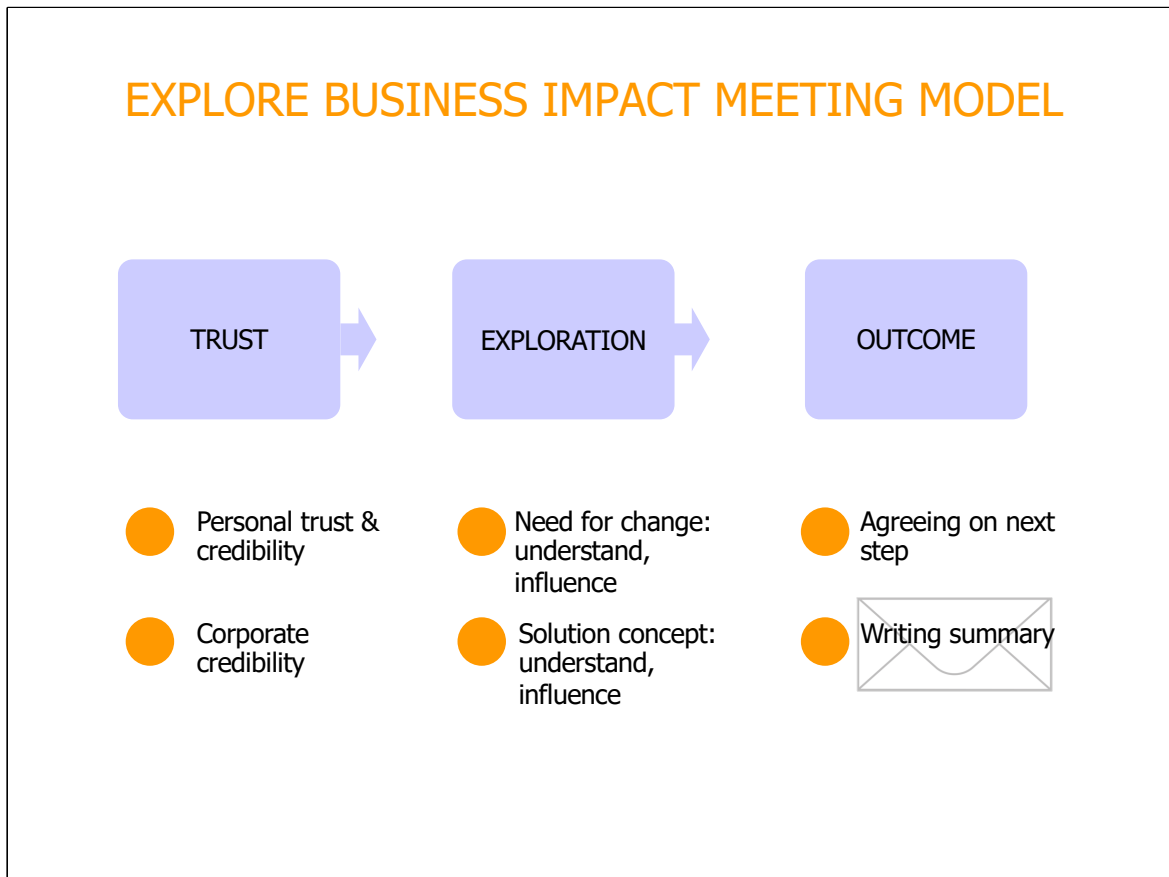 EXPLORE BUSINESS IMPACT MEETING MODEL
TRUST
EXPLORATION
OUTCOME
Personal trust &
credibility
Corporate
credibility
Need for change:
understand,
influence
Solution concept:
understand,
influence
Agreeing on next
step
Writing summary